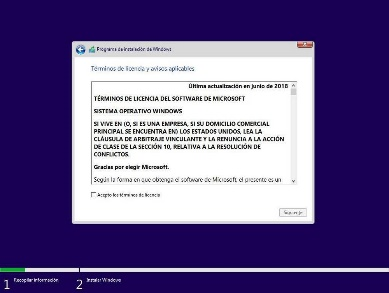 Programa de instalación de Windows
Términos de licencia y avisos aplicables
Última actualización en junio de 2018
TÉRMINOS DE LICENCIA DEL SOFTWARE DE MICROSOFT
SISTEMA OPERATIVO WINDOWS
SI VIVE EN (O, SI ES UNA EMPRESA, SI SU DOMICILIO COMERCIAL
PRINCIPAL SE ENCUENTRA EN) LOS ESTADOS UNIDOS, LEA LA
CLÁUSULA DE ARBITRAJE VINCULANTE Y LA RENUNCIA A LA ACCIÓN
DE CLASE DE LA SECCIÓN 10, RELATIVA A LA RESOLUCIÓN DE
CONFLICTOS.
Gracias por elegir Microsoft.
Según la forma en que obtenga el software de Microsoft, el presente es un
Acepto los términos de licencia
Siguiente
1 Recopilar información
2 Instalar Windows